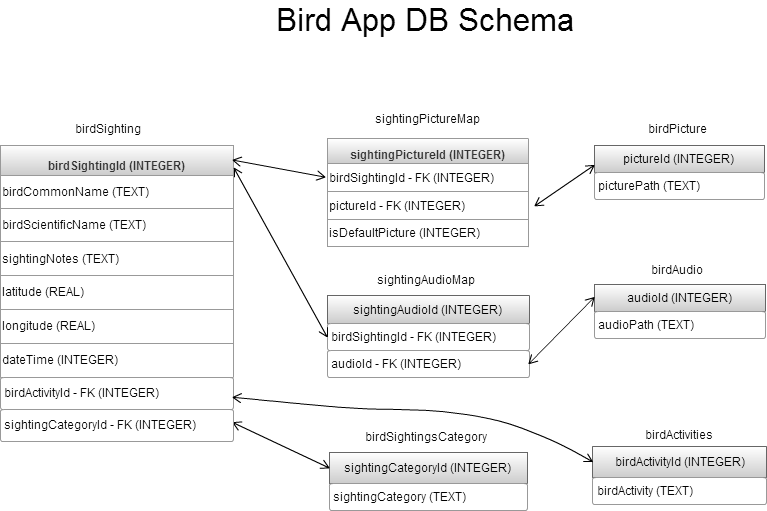 Bird App DB Schema
birdSighting
birdSightingId (INTEGER)
birdCommonName (TEXT)
birdScientificName (TEXT)
sightingNotes (TEXT)
latitude (REAL)
longitude (REAL)
dateTime (INTEGER)
birdActivityId - FK (INTEGER)
sightingCategoryId - FK (INTEGER)
sightingPictureMap
sightingPictureId (INTEGER)
birdSightingId - FK (INTEGER)
pictureId - FK (INTEGER)
isDefaultPicture (INTEGER)
birdPicture
pictureId (INTEGER)
picturePath (TEXT)
sightingAudioMap
sightingAudioId (INTEGER)
birdSightingId - FK (INTEGER)
audioId - FK (INTEGER)
birdAudio
audioId (INTEGER)
audioPath (TEXT)
birdSightingsCategory
sightingCategoryId (INTEGER)
sightingCategory (TEXT)
birdActivities
birdActivityId (INTEGER)
birdActivity (TEXT)